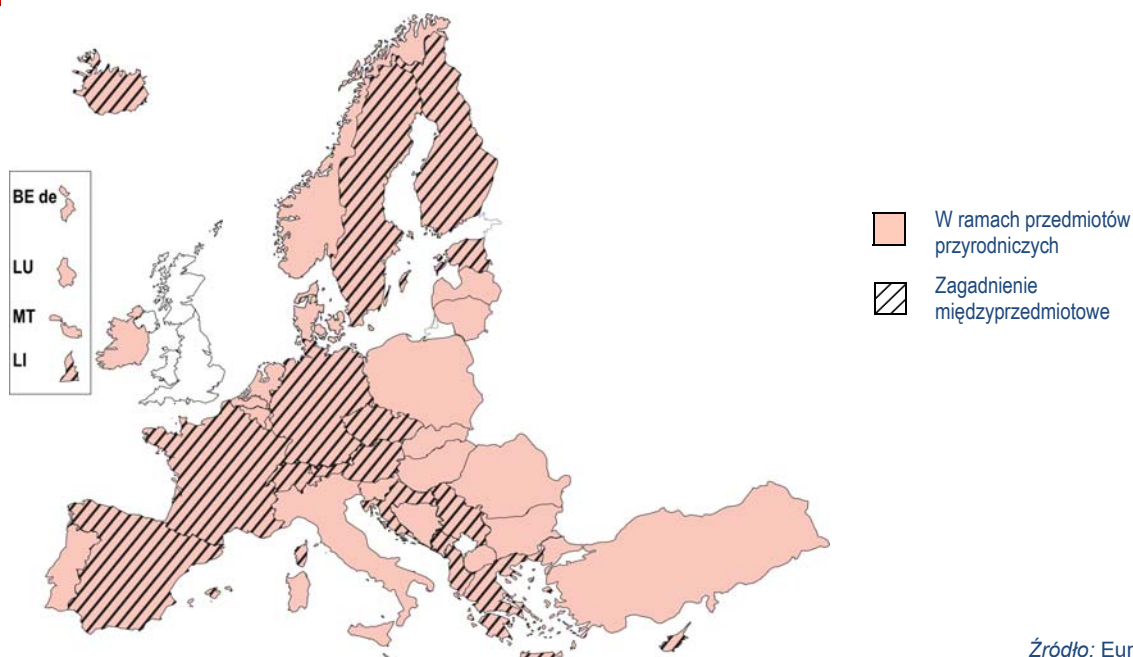 BE de
LU
MT
LI
W ramach przedmiotów
przyrodniczych
Zagadnienie
międzyprzedmiotowe
Źródło: Eur